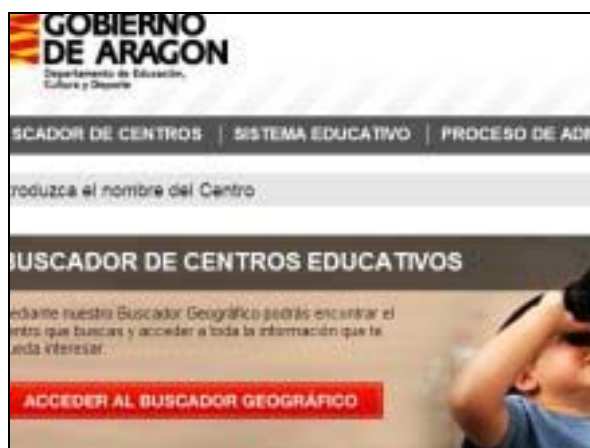 GOBIERNO
DE ARAGON
Departamento de Educación,
Cultura y Deporte
SCADOR DE CENTROS | SISTEMA EDUCATIVO | PROCESO DE ADM
troduzca el nombre del Centro
BUSCADOR DE CENTROS EDUCATIVOS
ediante nuestro Buscador Geográfico podrás encontrar el
entro que buscas y acceder a toda la información que te
ueda interesar.
ACCEDER AL BUSCADOR GEOGRÁFICO